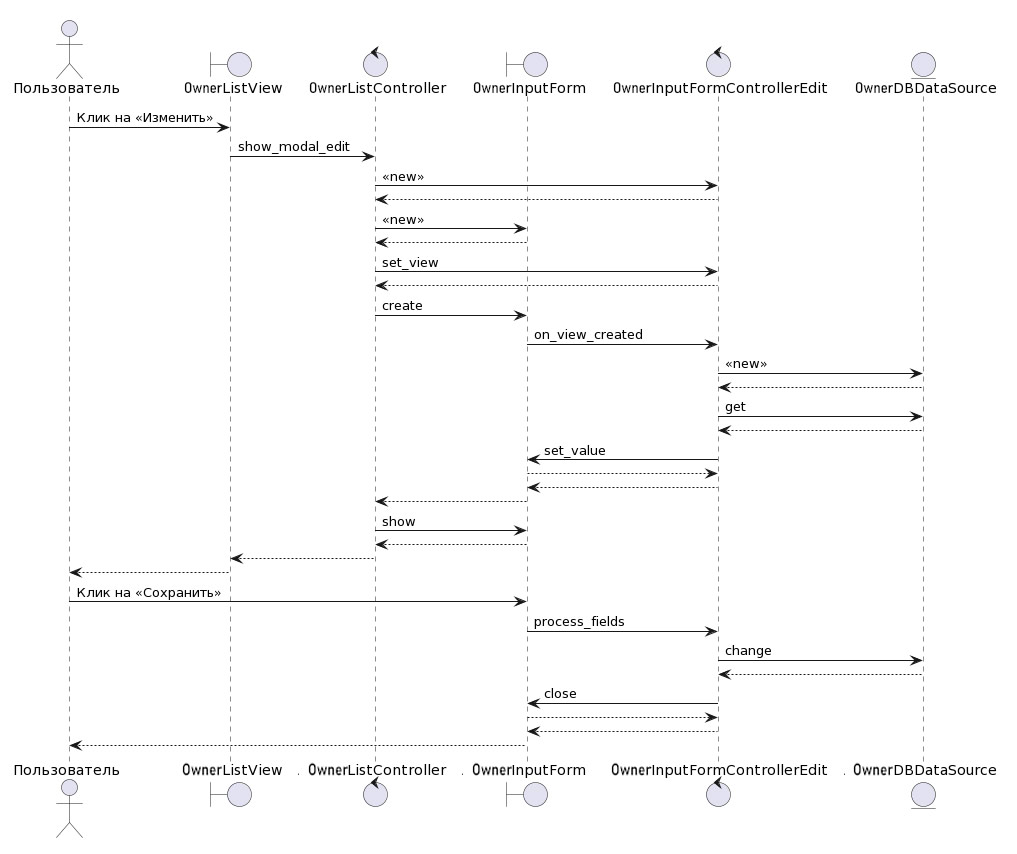 Пользователь OwnerListView OwnerListController OwnerInputForm OwnerInputFormControllerEdit OwnerDBDataSource
Клик на «Изменить»
show_modal_edit
«new»
«new»
set_view
create
on_view_created
«new»
get
set_value
show
Клик на «Сохранить»
process_fields
change
close
Пользователь OwnerListView OwnerListController OwnerInputForm OwnerInputFormControllerEdit OwnerDBDataSource